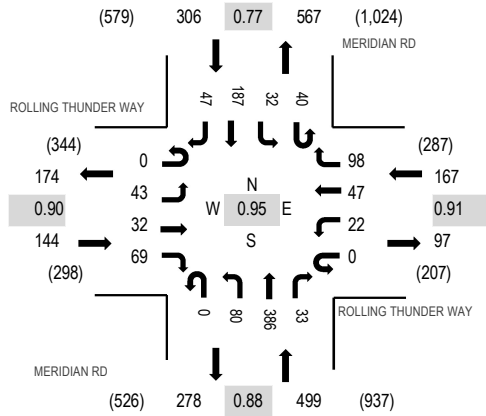 (579) 306 0.77 567 (1,024)
MERIDIAN RD
47 187 32 40
ROLLING THUNDER WAY
(344) (287)
174 0 98 167
43 N 47
0.90 W 0.95 E 0.91
144 32 S 22 97
69 0
(298) (207)
0 80 386 33
ROLLING THUNDER WAY
MERIDIAN RD
(526) 278 0.88 499 (937)